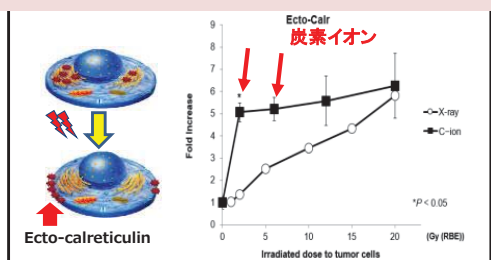 Ecto-Calr
炭素イオン
Fold Increase
9
8
7
6
5
4
3
2
1
0
*
X-ray
C-ion
*P < 0.05
0 5 10 15 20 (Gy (RBE))
Irradiated dose to tumor cells
Ecto-calreticulin